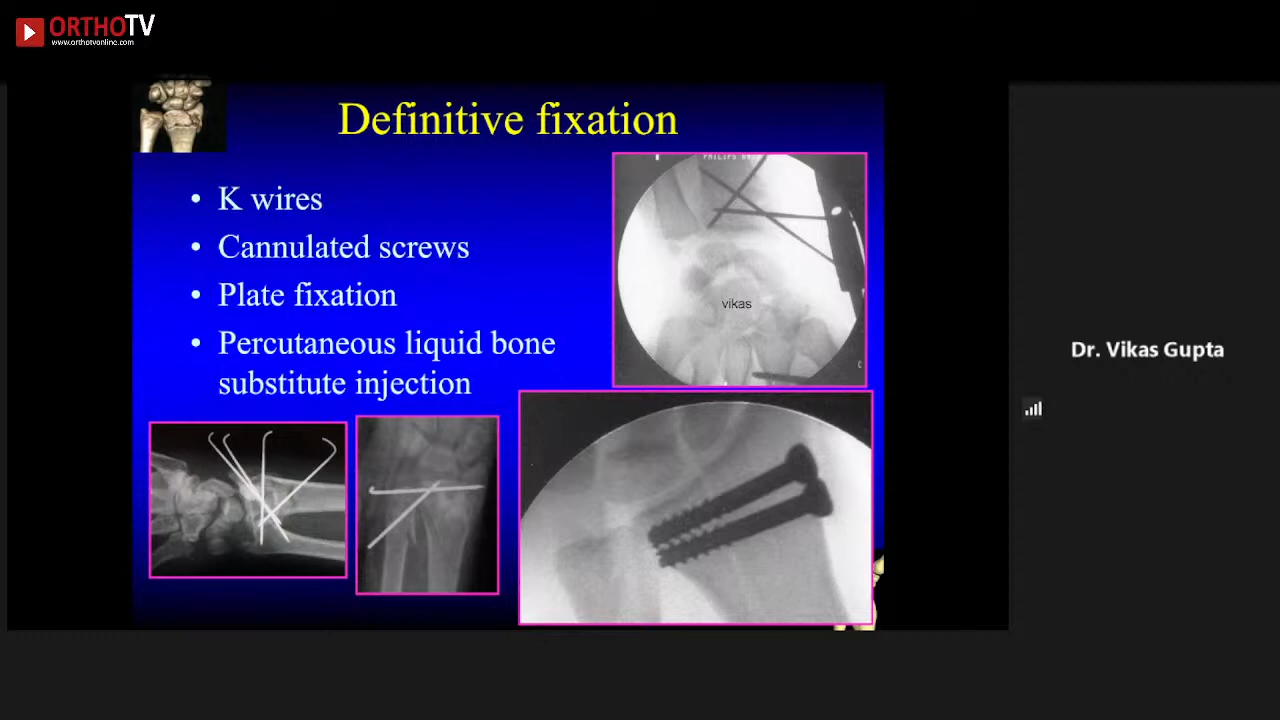 ORTHOTV
www.orthotvonline.com
Definitive fixation
• K wires
• Cannulated screws
• Plate fixation
• Percutaneous liquid bone
substitute injection
vikas
Dr. Vikas Gupta